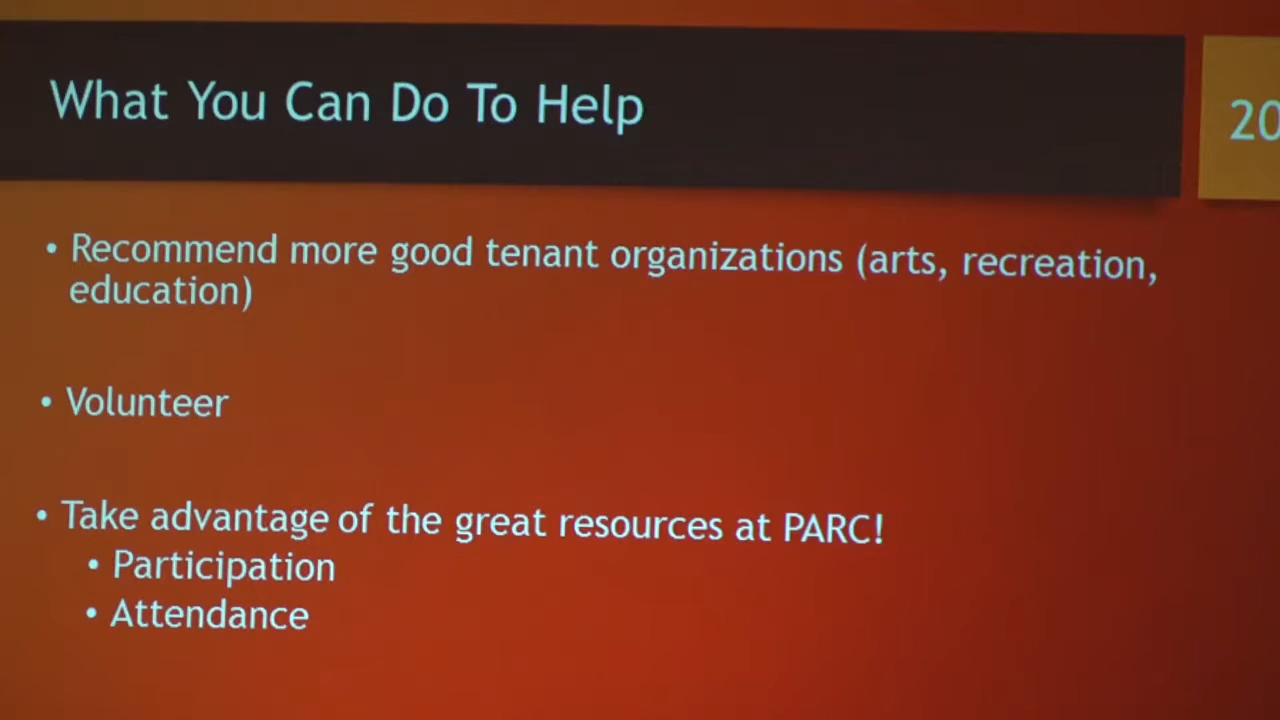 What You Can Do To Help
20
• Recommend more good tenant organizations (arts, recreation,
education)
• Volunteer
• Take advantage of the great resources at PARC!
• Participation
• Attendance